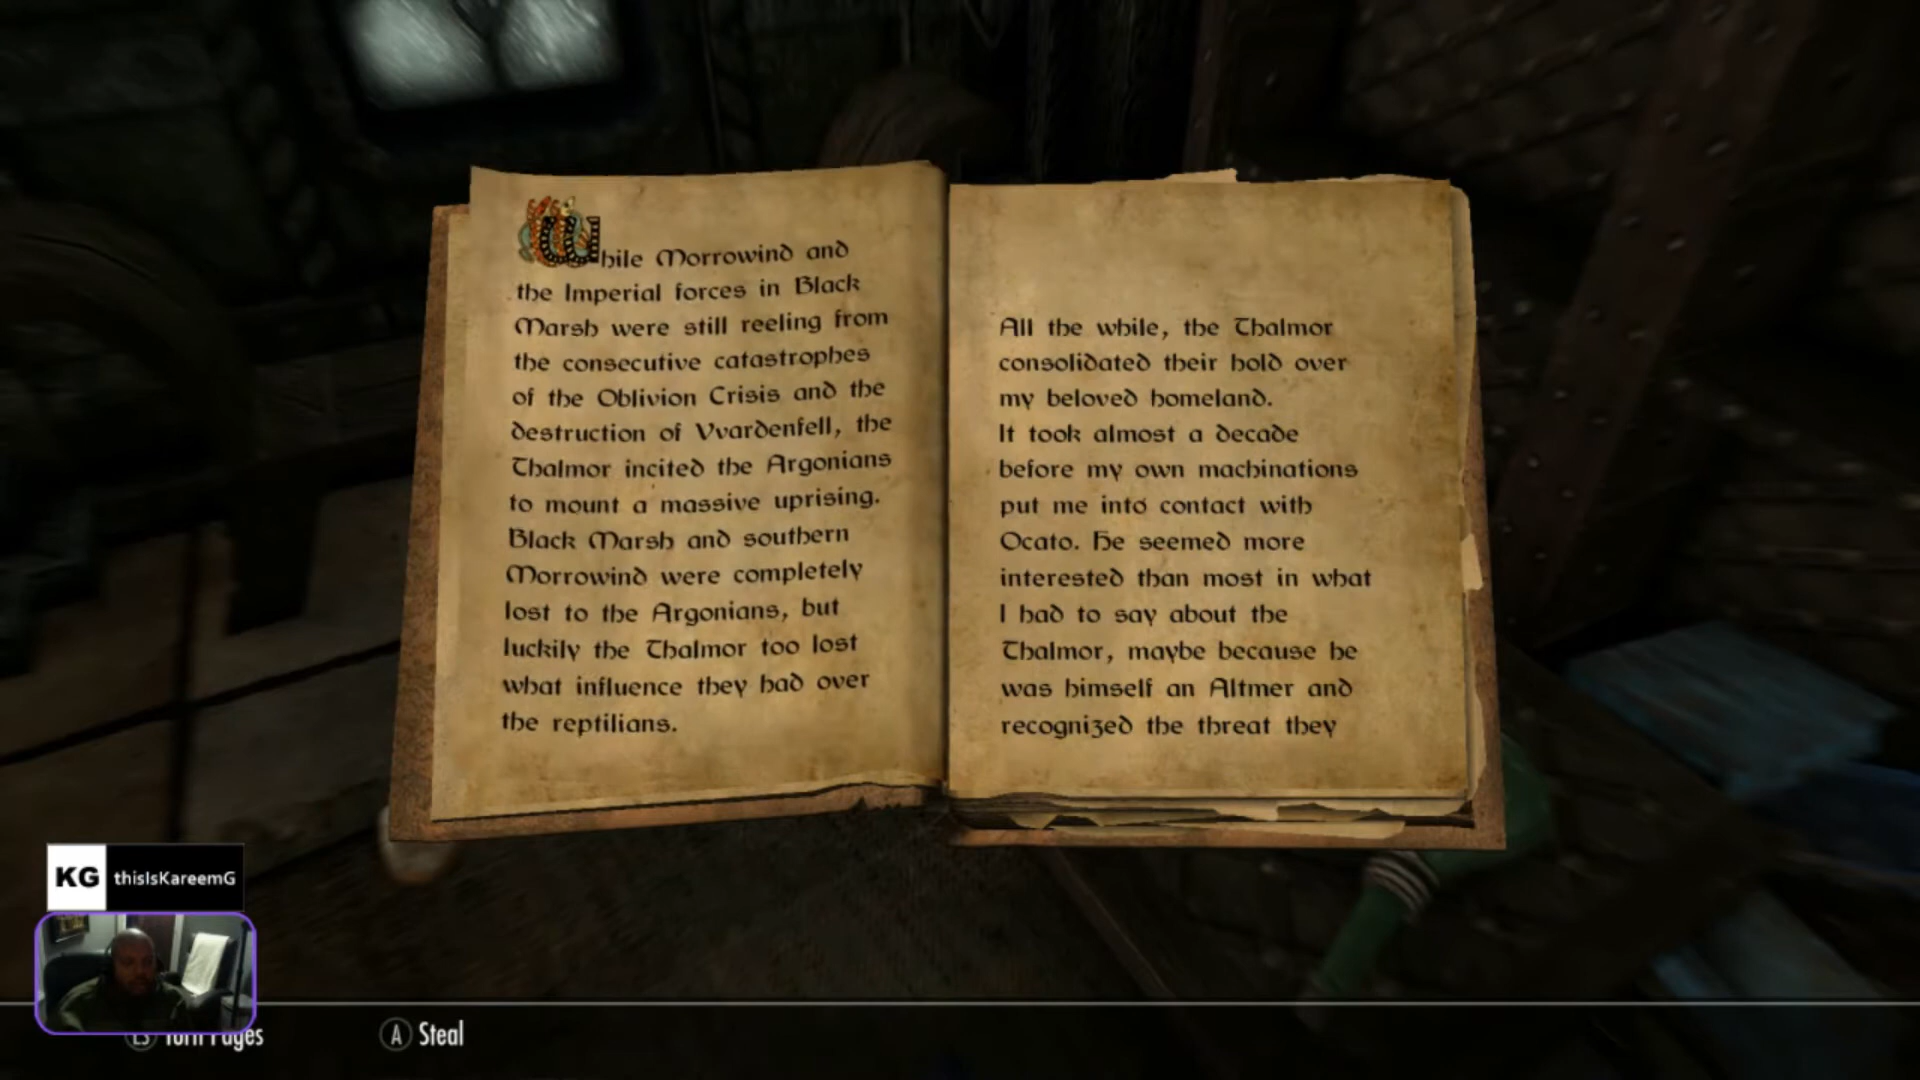 While Morrowind and
the Imperial forces in Black
Marsh were still reeling from
the consecutive catastrophes
of the Oblivion Crisis and the
destruction of Vvardenfell, the
Thalmor incited the Argonians
to mount a massive uprising.
Black Marsh and southern
Morrowind were completely
lost to the Argonians, but
luckily the Thalmor too lost
what influence they had over
the reptilians.
All the while, the Thalmor
consolidated their hold over
my beloved homeland.
It took almost a decade
before my own machinations
put me into contact with
Ocato. He seemed more
interested than most in what
I had to say about the
Thalmor, maybe because he
was himself an Altmer and
recognized the threat they
KG thisIsKareemG
LS Turn Pages
A Steal